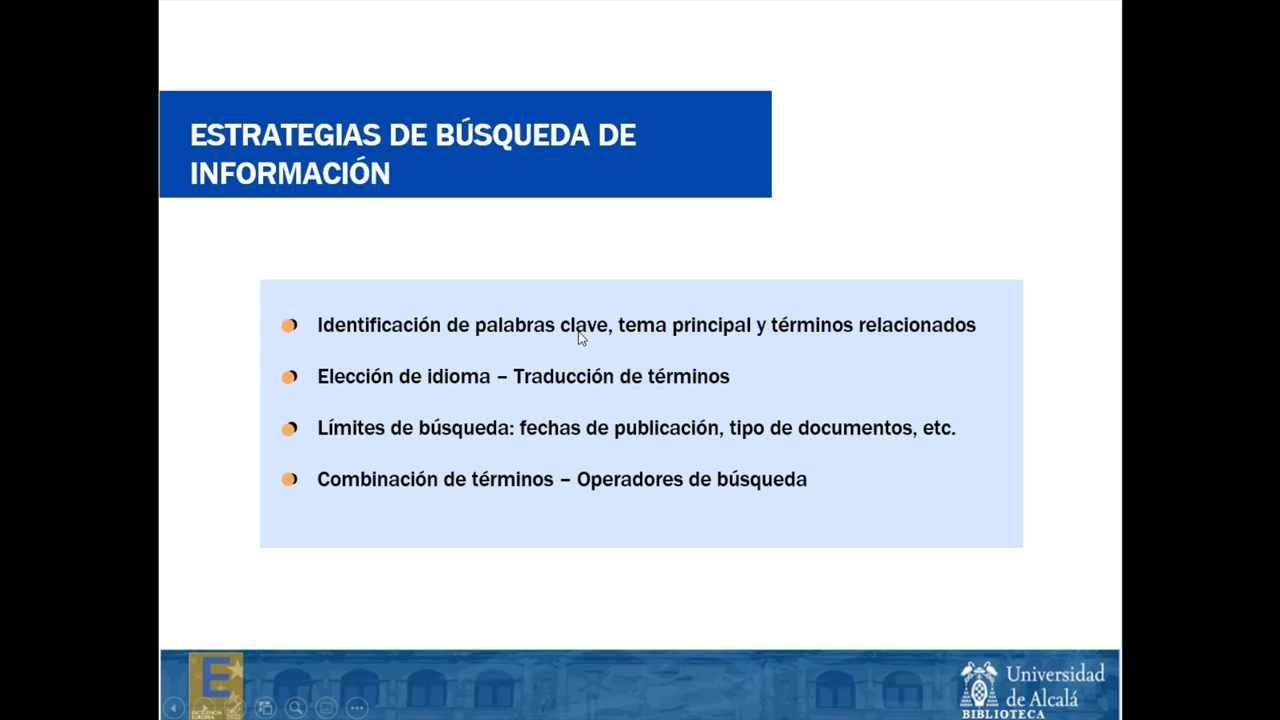 ESTRATEGIAS DE BÚSQUEDA DE
INFORMACIÓN
Identificación de palabras clave, tema principal y términos relacionados
Elección de idioma – Traducción de términos
Límites de búsqueda: fechas de publicación, tipo de documentos, etc.
Combinación de términos – Operadores de búsqueda
E
EXCELENCIA
EUROPEA
Universidad
de Alcalá
BIBLIOTECA